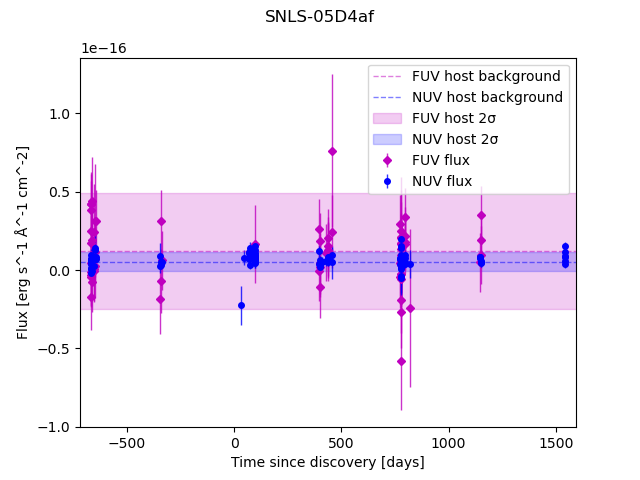 SNLS-05D4af
1e−16
FUV host background
NUV host background
FUV host 2σ
NUV host 2σ
FUV flux
NUV flux
1.0
0.5
0.0
−0.5
−1.0
Flux [erg s^-1 Å^-1 cm^-2]
−500
0
500
1000
1500
Time since discovery [days]